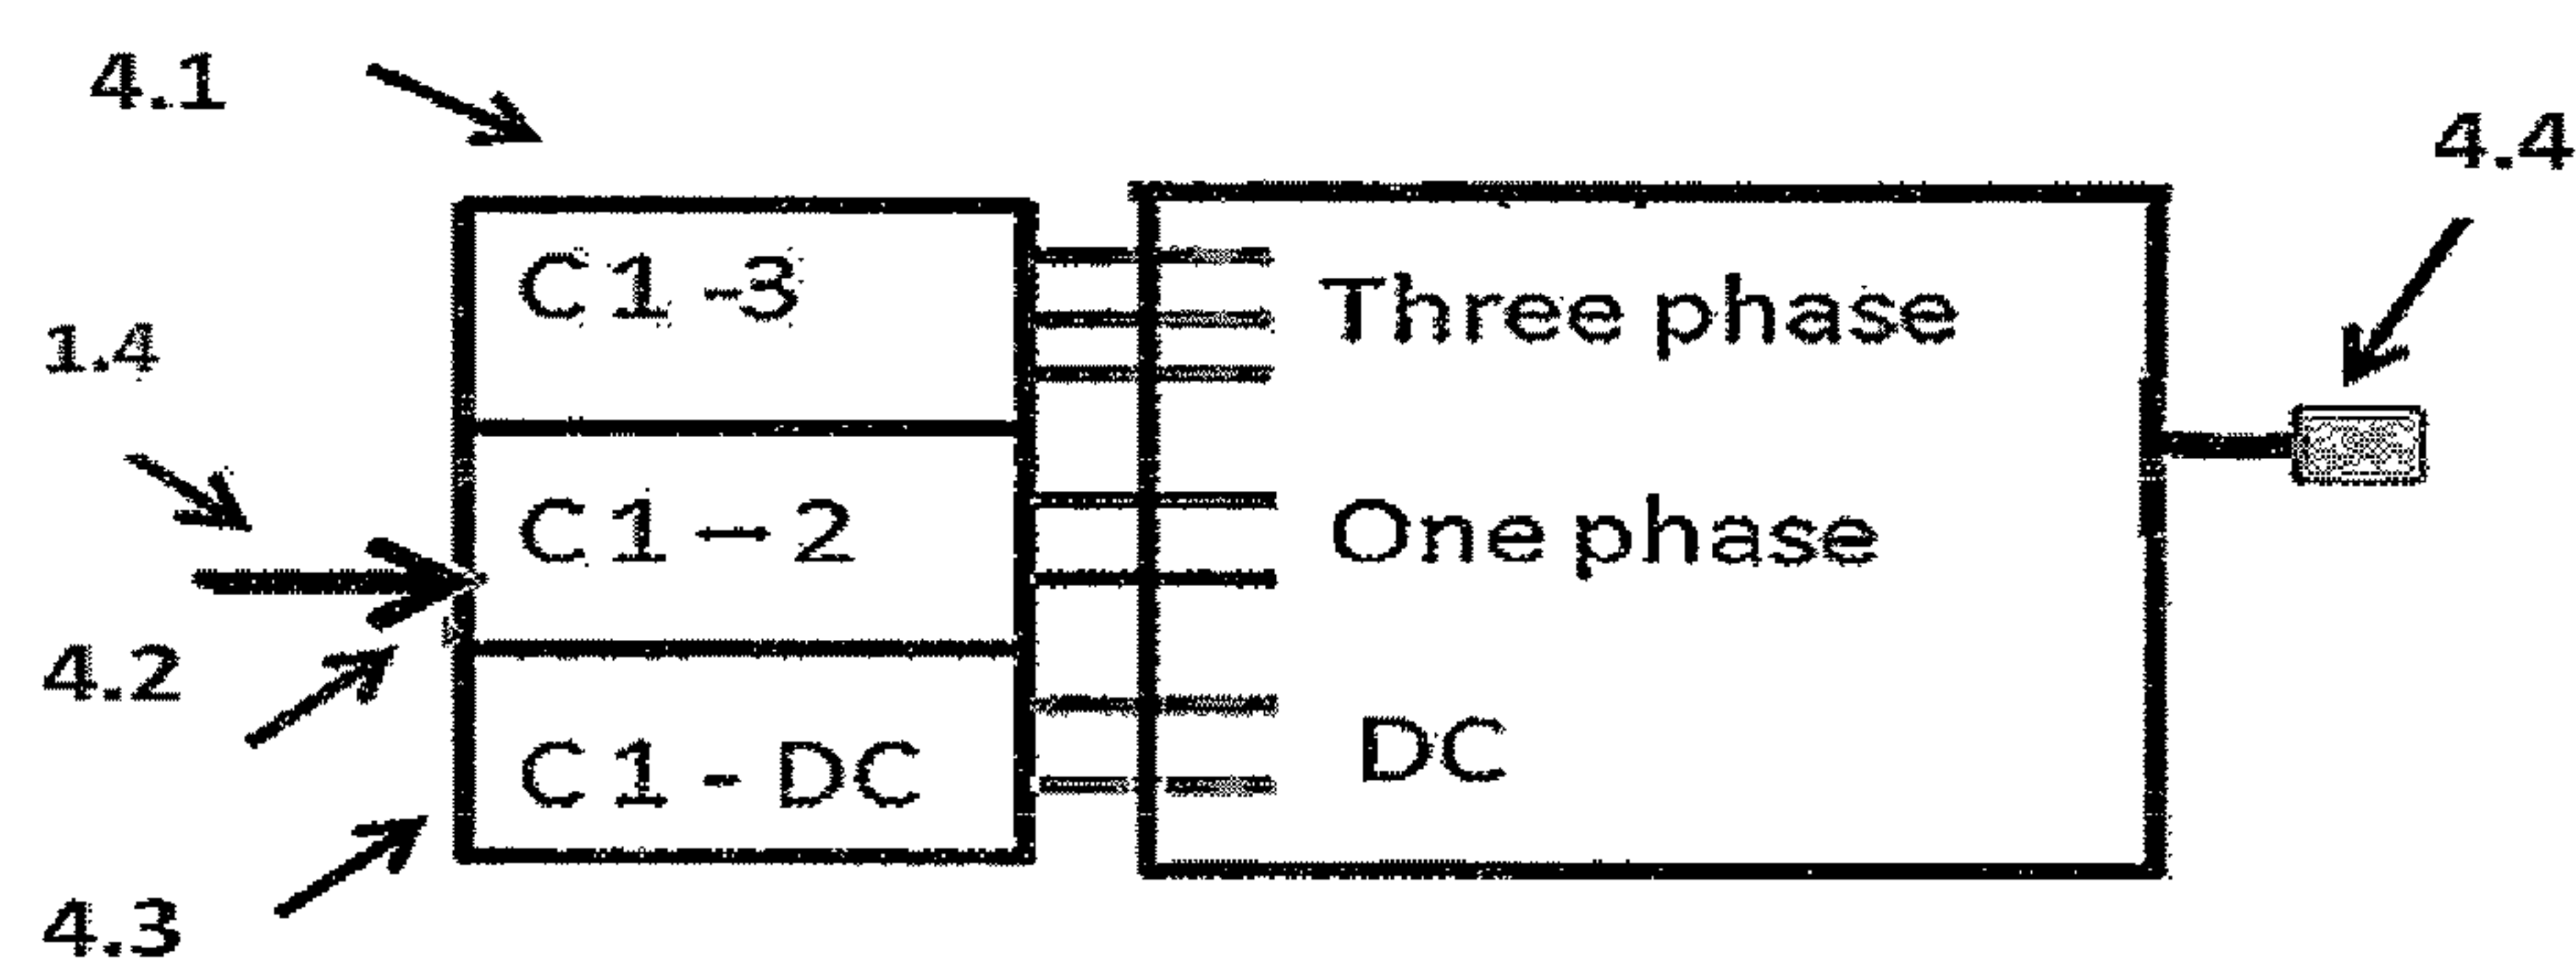 4.1
4.4
C1-3
Three phase
1.4
C1-2
One phase
4.2
C1-DC
DC
4.3